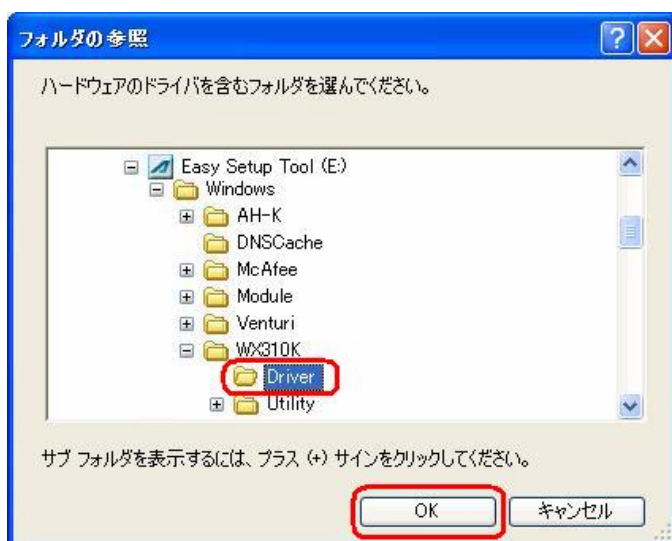 フォルダの参照
ハードウェアのドライバを含むフォルダを選んでください。
Easy Setup Tool (E:)
Windows
AH-K
DNSCache
McAfee
Module
Venturi
WX310K
Driver
Utility
サブ フォルダを表示するには、プラス (+) サインをクリックしてください。
OK キャンセル